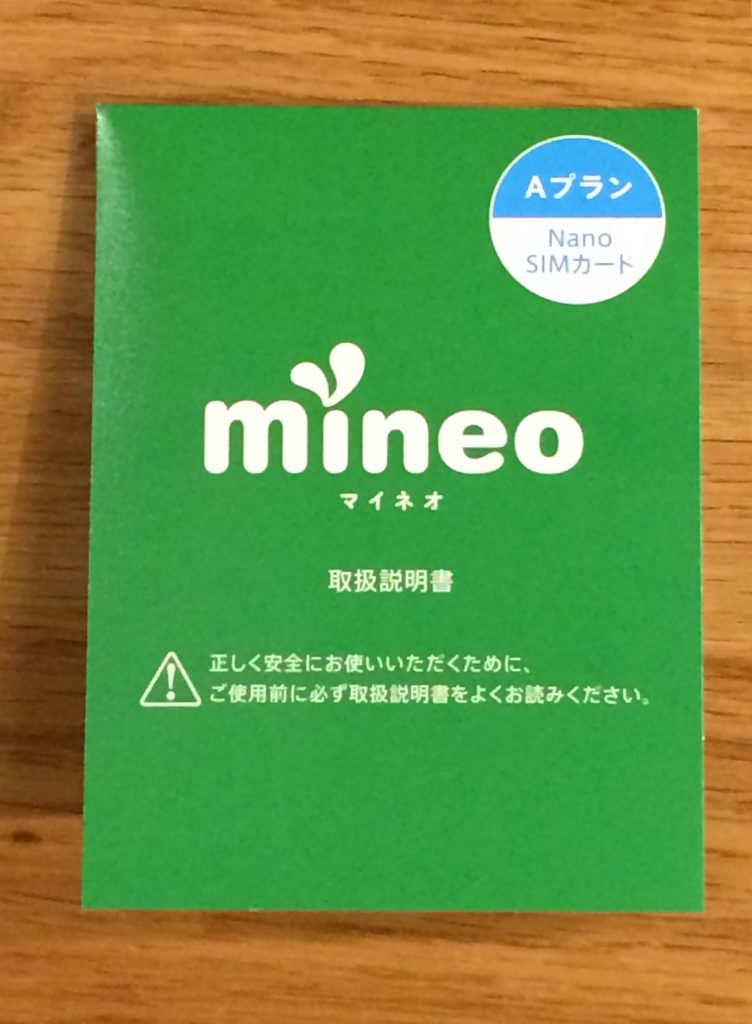 Aプラン
Nano
SIMカード
mineo
マイネオ
取扱説明書
正しく安全にお使いいただくために、
ご使用前に必ず取扱説明書をよくお読みください。